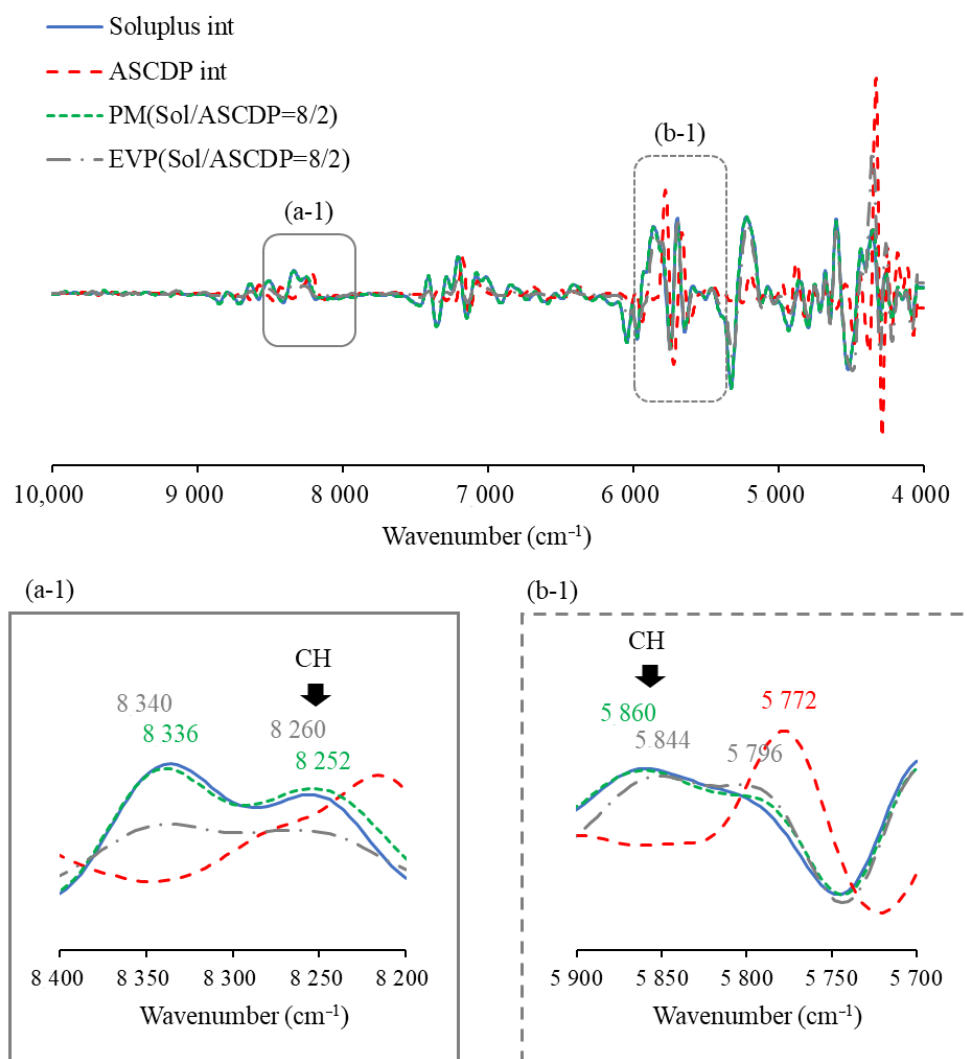 Soluplus int
ASCDP int
PM(Sol/ASCDP=8/2)
EVP(Sol/ASCDP=8/2)
(a-1)
(b-1)
10,000 9 000 8 000 7 000 6 000 5 000 4 000
Wavenumber (cm⁻¹)
(a-1)
CH
8 340
8 260
8 336
8 252
8 400 8 350 8 300 8 250 8 200
Wavenumber (cm⁻¹)
(b-1)
CH
5 860
5 772
5 844
5 796
5 900 5 850 5 800 5 750 5 700
Wavenumber (cm⁻¹)